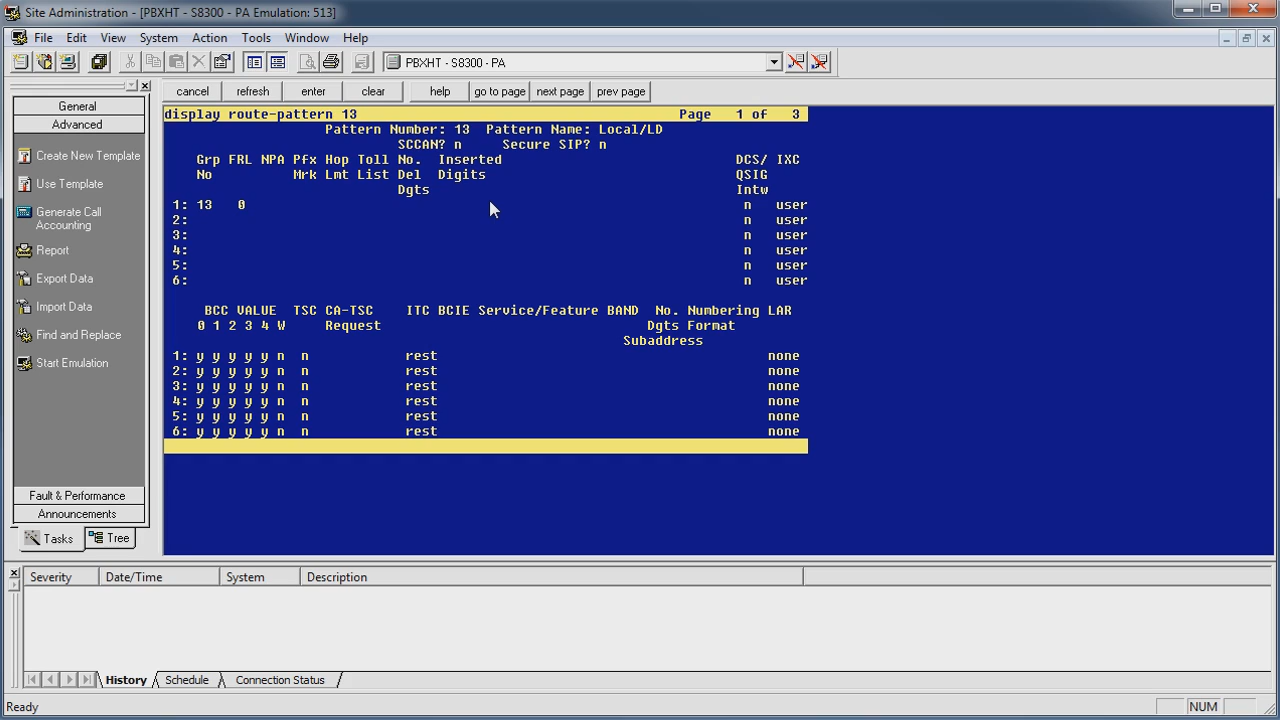 Site Administration - [PBXHT - S8300 - PA Emulation: 513]
File Edit View System Action Tools Window Help
PBXHT - S8300 - PA
General
Advanced
Create New Template
Use Template
Generate Call
Accounting
Report
Export Data
Import Data
Find and Replace
Start Emulation
Fault & Performance
Announcements
Tasks Tree
cancel refresh enter clear help go to page next page prev page
display route-pattern 13 Page 1 of 3
Pattern Number: 13 Pattern Name: Local/LD
SCCAN? n Secure SIP? n
Grp FRL NPA Pfx Hop Toll No. Inserted DCS/ IXC
No Mrk Lmt List Del Digits QSIG
Dgts Intw
1: 13 0 n user
2: n user
3: n user
4: n user
5: n user
6: n user
BCC VALUE TSC CA-TSC ITC BCIE Service/Feature BAND No. Numbering LAR
0 1 2 3 4 W Request Dgts Format
Subaddress
1: y y y y y n n rest none
2: y y y y y n n rest none
3: y y y y y n n rest none
4: y y y y y n n rest none
5: y y y y y n n rest none
6: y y y y y n n rest none
Severity Date/Time System Description
History Schedule Connection Status
Ready NUM